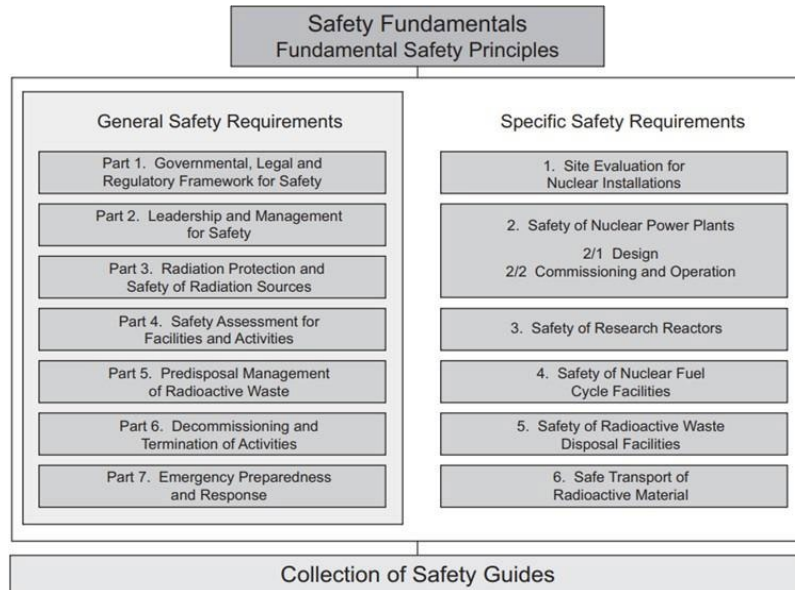 Safety Fundamentals
Fundamental Safety Principles
General Safety Requirements
Part 1. Governmental, Legal and
Regulatory Framework for Safety
Part 2. Leadership and Management
for Safety
Part 3. Radiation Protection and
Safety of Radiation Sources
Part 4. Safety Assessment for
Facilities and Activities
Part 5. Predisposal Management
of Radioactive Waste
Part 6. Decommissioning and
Termination of Activities
Part 7. Emergency Preparedness
and Response
Specific Safety Requirements
1. Site Evaluation for
Nuclear Installations
2. Safety of Nuclear Power Plants
2/1 Design
2/2 Commissioning and Operation
3. Safety of Research Reactors
4. Safety of Nuclear Fuel
Cycle Facilities
5. Safety of Radioactive Waste
Disposal Facilities
6. Safe Transport of
Radioactive Material
Collection of Safety Guides